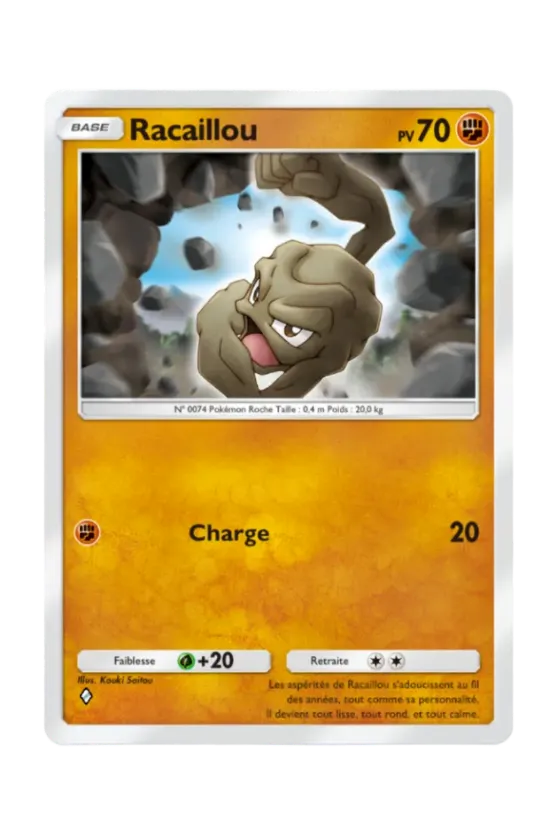 BASE Racaillou PV 70
N° 0074 Pokémon Roche Taille : 0,4 m Poids : 20,0 kg
Charge 20
Faiblesse +20 Retraite
Illus. Kouki Saitou
Les aspérités de Racaillou s'adoucissent au fil
des années, tout comme sa personnalité.
Il devient tout lisse, tout rond, et tout calme.